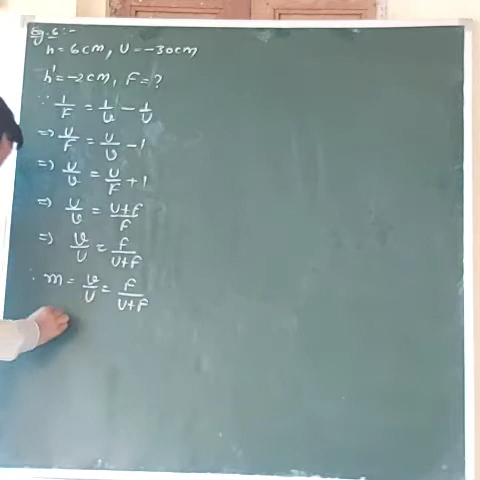 Eg. 6:-
h = 6cm, U = -30cm
h' = -2cm, F = ?
∵ 1/F = 1/v - 1/U
=> U/F = U/v - 1
=> U/v = U/F + 1
=> U/v = U+F/F
=> v/U = F/U+F
∴ m = v/U = F/U+F